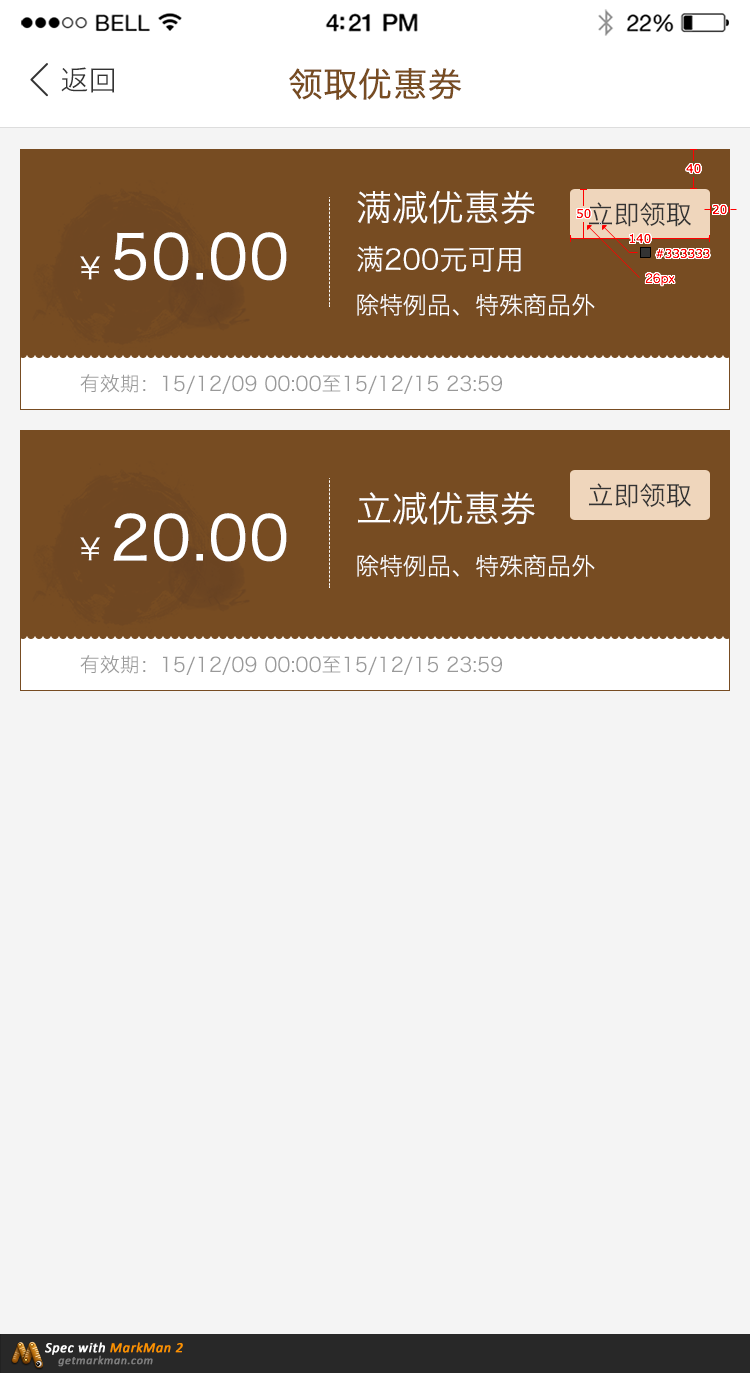 ●●●○○ BELL 4:21 PM 22%
返回 领取优惠券
40
满减优惠券
立即领取
50
20
140
¥ 50.00
满200元可用
#333333
26px
除特例品、特殊商品外
有效期：15/12/09 00:00至15/12/15 23:59
立减优惠券
立即领取
¥ 20.00
除特例品、特殊商品外
有效期：15/12/09 00:00至15/12/15 23:59
Spec with MarkMan 2
getmarkman.com